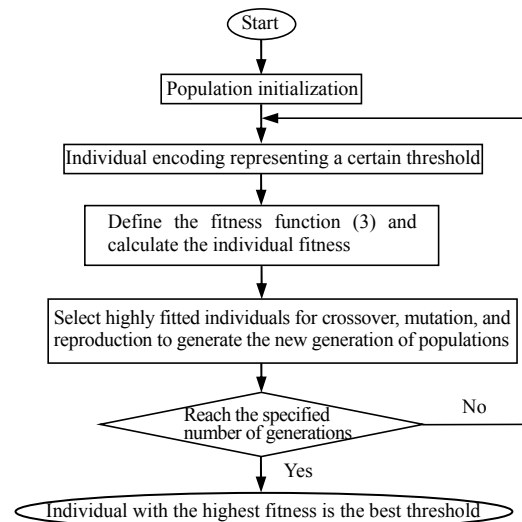 Start
Population initialization
Individual encoding representing a certain threshold
Define the fitness function (3) and
calculate the individual fitness
Select highly fitted individuals for crossover, mutation, and
reproduction to generate the new generation of populations
Reach the specified
number of generations
No
Yes
Individual with the highest fitness is the best threshold